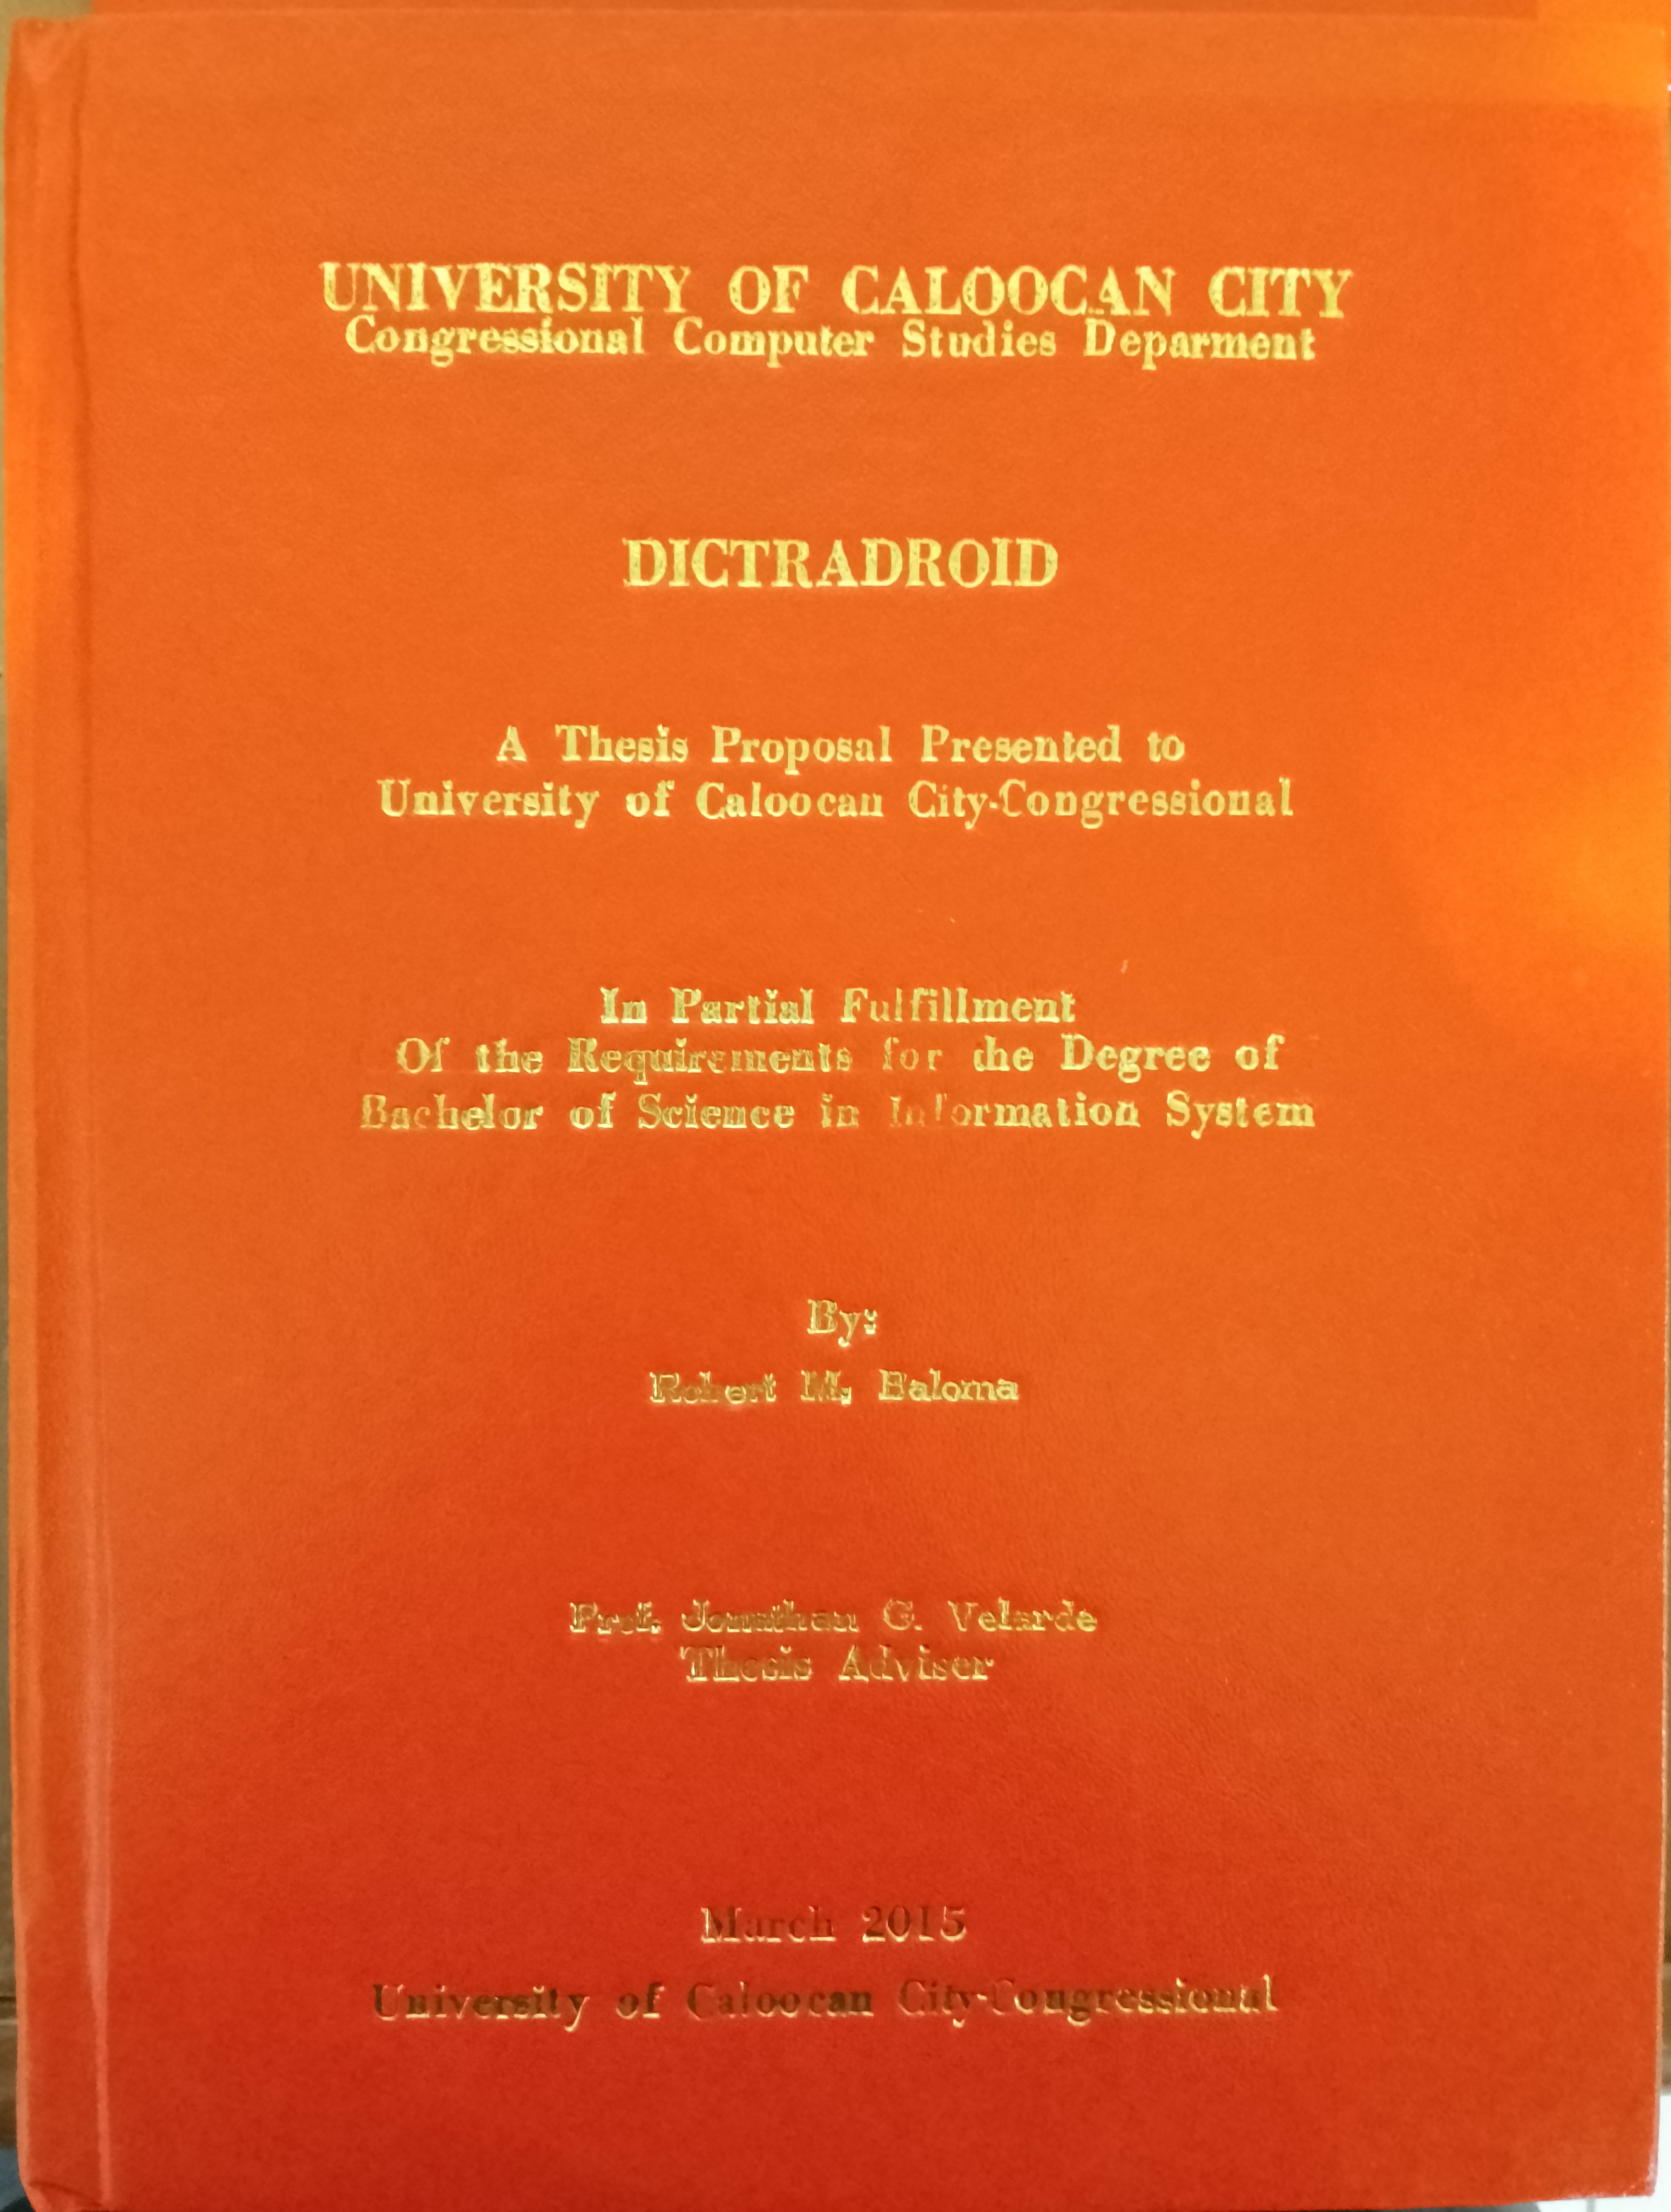 UNIVERSITY OF CALOOCAN CITY
Congressional Computer Studies Deparment
DICTRADROID
A Thesis Proposal Presented to
University of Caloocan City-Congressional
In Partial Fulfillment
Of the Requirements for the Degree of
Bachelor of Science in Information System
By:
Robert M. Baloma
Prof. Jonathan G. Velarde
Thesis Adviser
March 2015
University of Caloocan City-Congressional